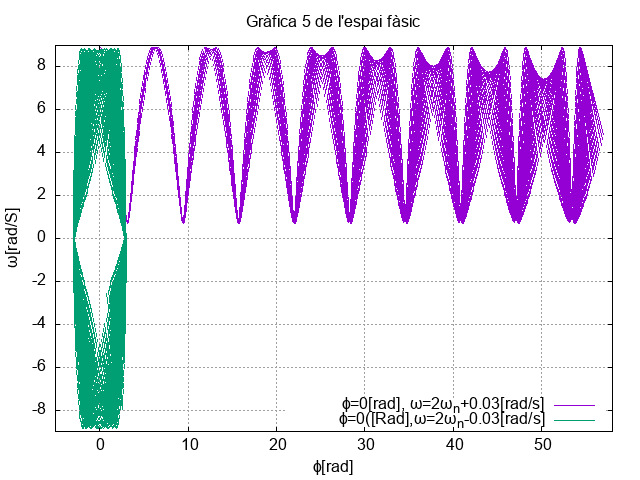 Gràfica 5 de l'espai fàsic
8
6
4
2
0
-2
-4
-6
-8
ω[rad/S]
ϕ=0[rad], ω=2ωn+0.03[rad/s]
ϕ=0([Rad],ω=2ωn-0.03[rad/s]
0 10 20 30 40 50
ϕ[rad]